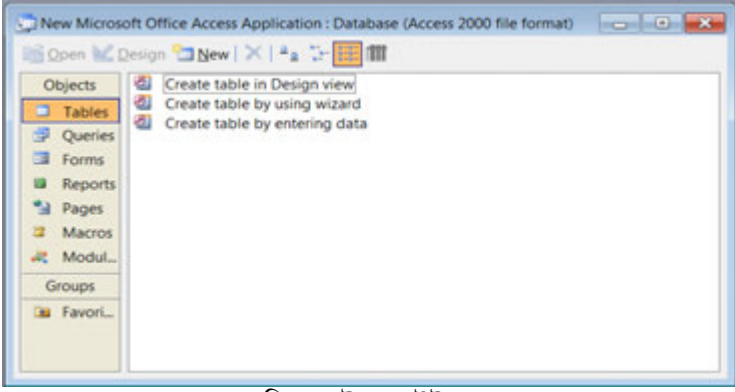 New Microsoft Office Access Application : Database (Access 2000 file format)
Open Design New
Objects
Tables
Queries
Forms
Reports
Pages
Macros
Modul...
Groups
Favori...
Create table in Design view
Create table by using wizard
Create table by entering data